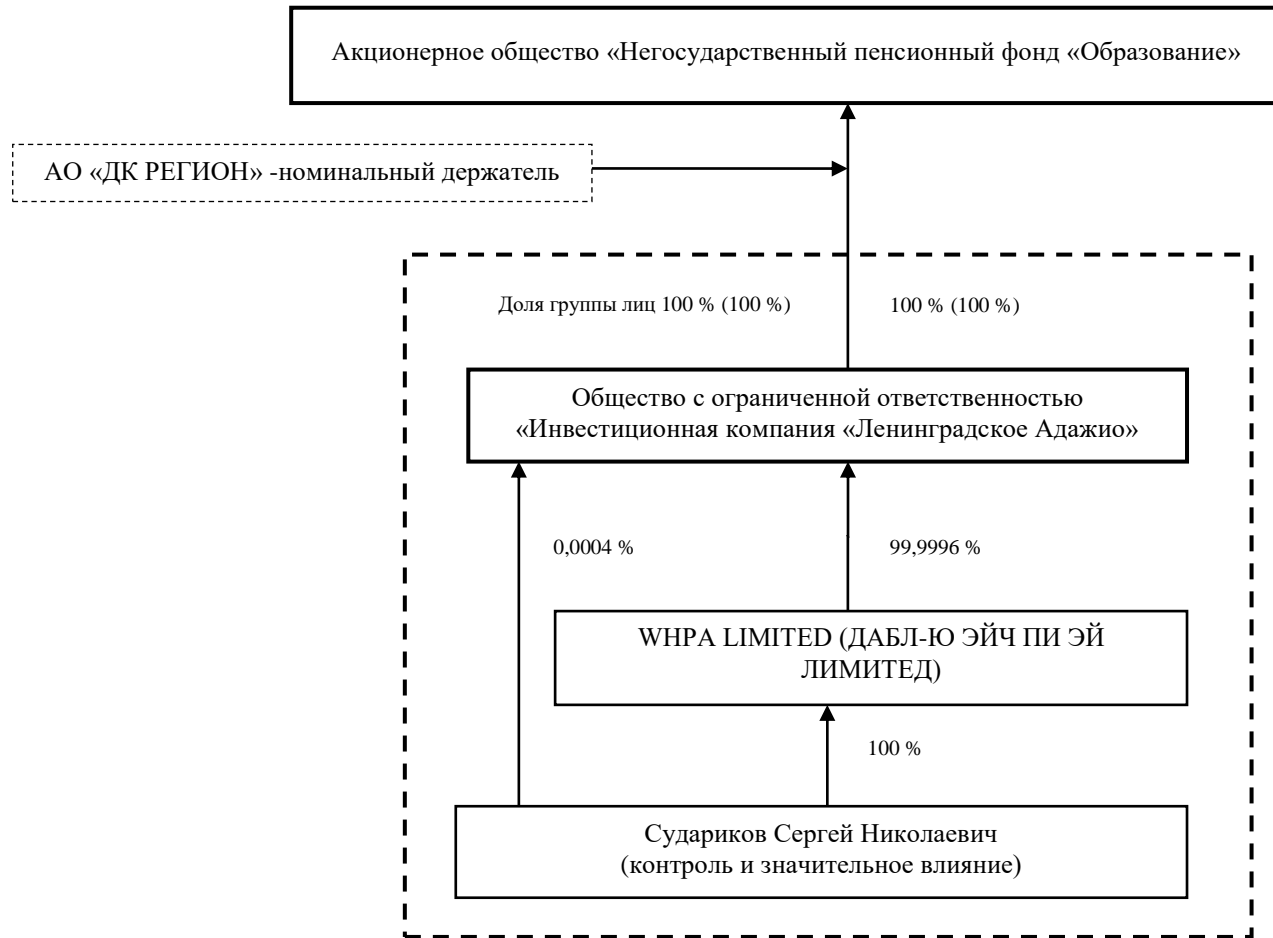 Акционерное общество «Негосударственный пенсионный фонд «Образование»
АО «ДК РЕГИОН» -номинальный держатель
Доля группы лиц 100 % (100 %)
100 % (100 %)
Общество с ограниченной ответственностью
«Инвестиционная компания «Ленинградское Адажио»
0,0004 %
99,9996 %
WHPA LIMITED (ДАБЛ-Ю ЭЙЧ ПИ ЭЙ
ЛИМИТЕД)
100 %
Судариков Сергей Николаевич
(контроль и значительное влияние)